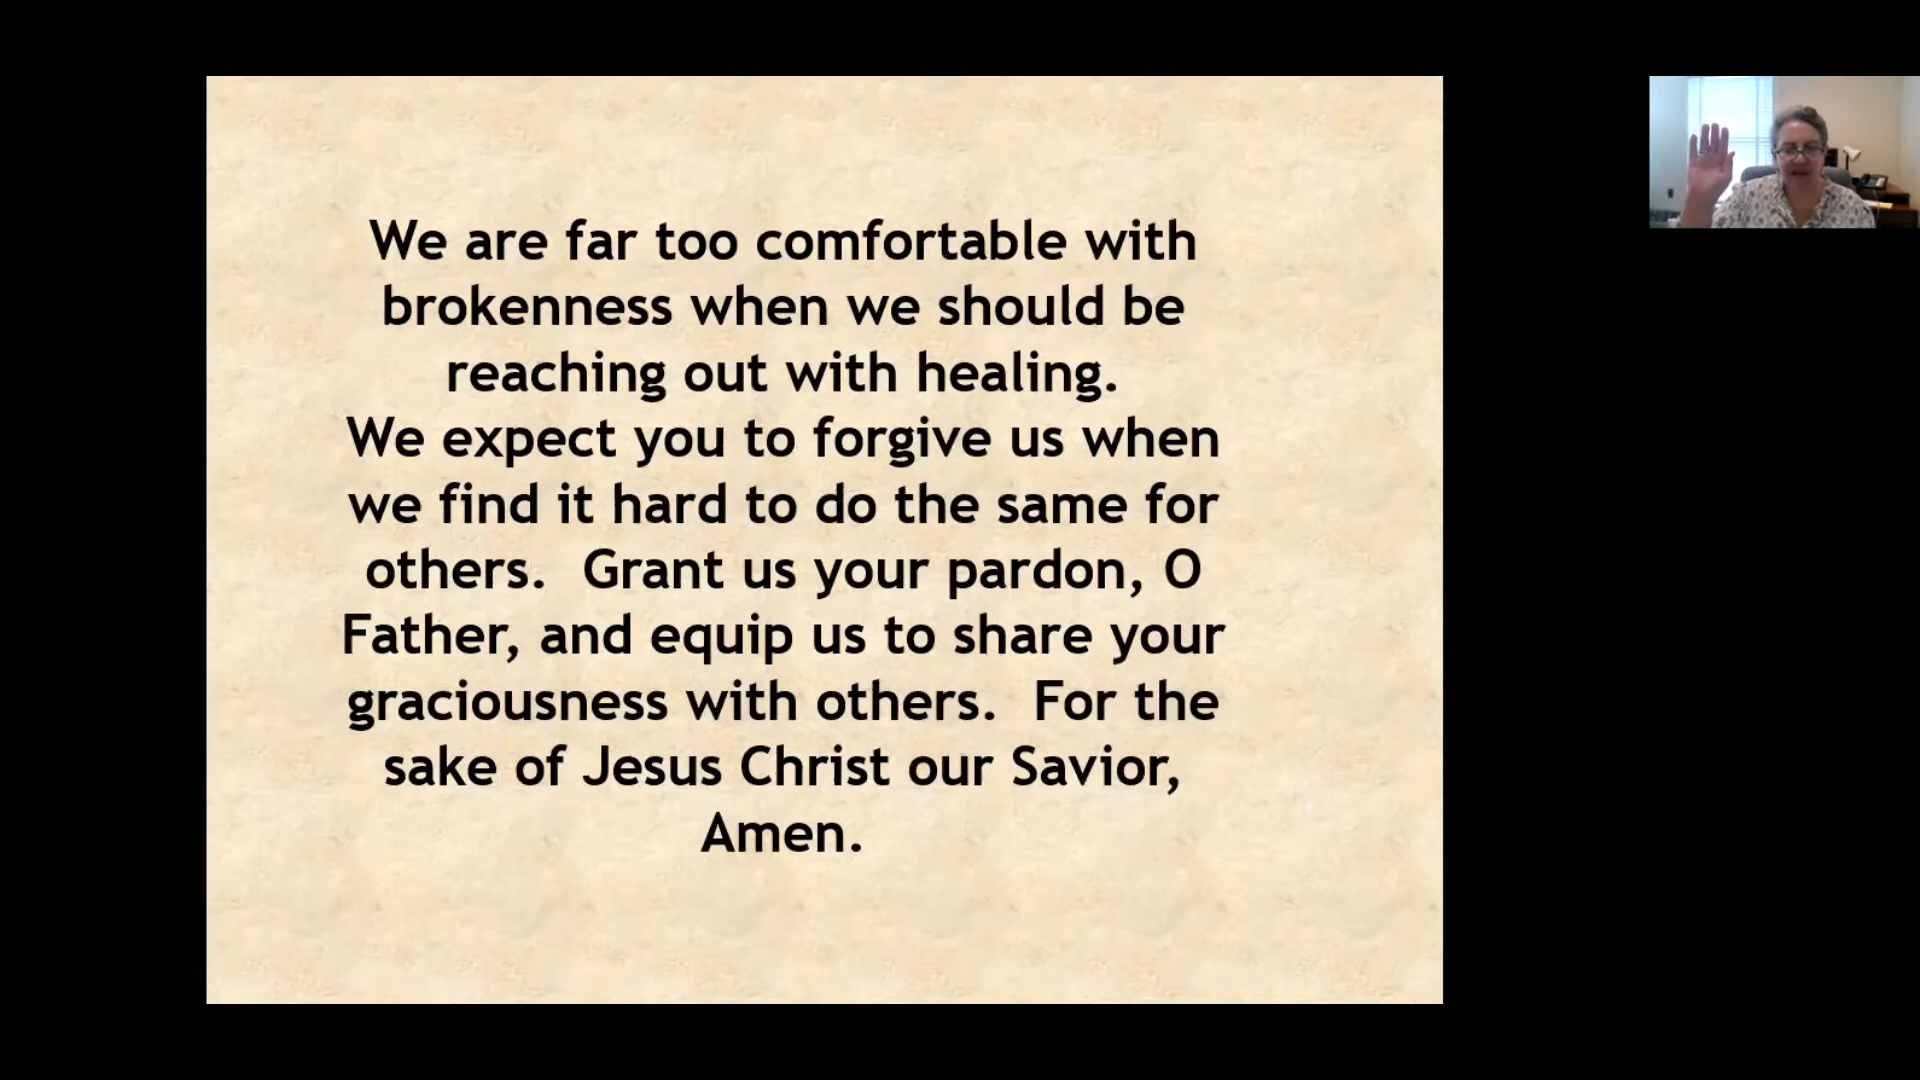 We are far too comfortable with
brokenness when we should be
reaching out with healing.
We expect you to forgive us when
we find it hard to do the same for
others.  Grant us your pardon, O
Father, and equip us to share your
graciousness with others.  For the
sake of Jesus Christ our Savior,
Amen.